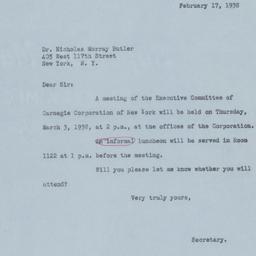 February 17, 1938
Dr. Nicholas Murray Butler
405 West 117th Street
New York, N. Y.
Dear Sir:
A meeting of the Executive Committee of
Carnegie Corporation of New York will be held on Thursday,
March 3, 1938, at 2 p.m., at the offices of the Corporation.
An "informal" luncheon will be served in Room
1122 at 1 p.m. before the meeting.
Will you please let me know whether you will
attend?
Very truly yours,
Secretary.